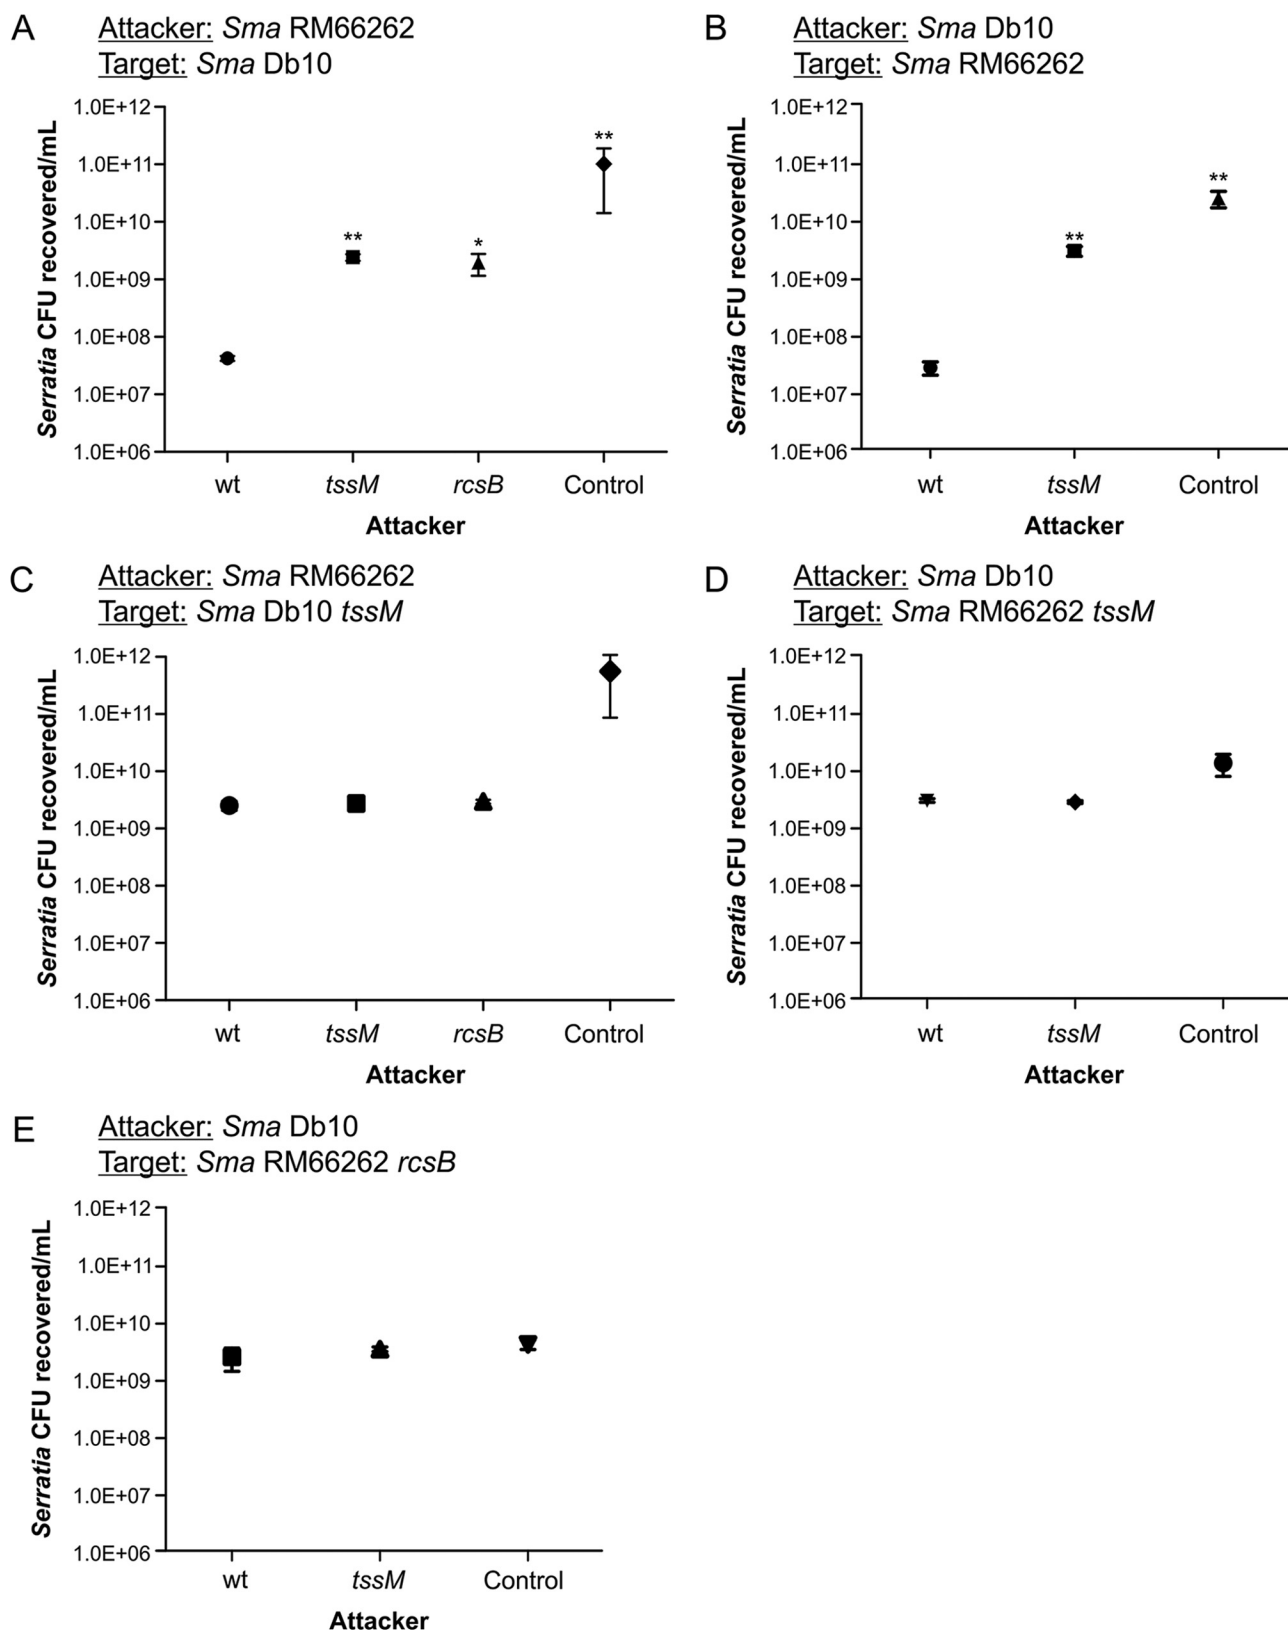 A
Attacker: Sma RM66262
Target: Sma Db10
Serratia CFU recovered/mL
1.0E+12
1.0E+11
1.0E+10
1.0E+09
1.0E+08
1.0E+07
1.0E+06
**
*
**
wt tssM rcsB Control
Attacker
B
Attacker: Sma Db10
Target: Sma RM66262
Serratia CFU recovered/mL
1.0E+12
1.0E+11
1.0E+10
1.0E+09
1.0E+08
1.0E+07
1.0E+06
**
**
wt tssM Control
Attacker
C
Attacker: Sma RM66262
Target: Sma Db10 tssM
Serratia CFU recovered/mL
1.0E+12
1.0E+11
1.0E+10
1.0E+09
1.0E+08
1.0E+07
1.0E+06
wt tssM rcsB Control
Attacker
D
Attacker: Sma Db10
Target: Sma RM66262 tssM
Serratia CFU recovered/mL
1.0E+12
1.0E+11
1.0E+10
1.0E+09
1.0E+08
1.0E+07
1.0E+06
wt tssM Control
Attacker
E
Attacker: Sma Db10
Target: Sma RM66262 rcsB
Serratia CFU recovered/mL
1.0E+12
1.0E+11
1.0E+10
1.0E+09
1.0E+08
1.0E+07
1.0E+06
wt tssM Control
Attacker